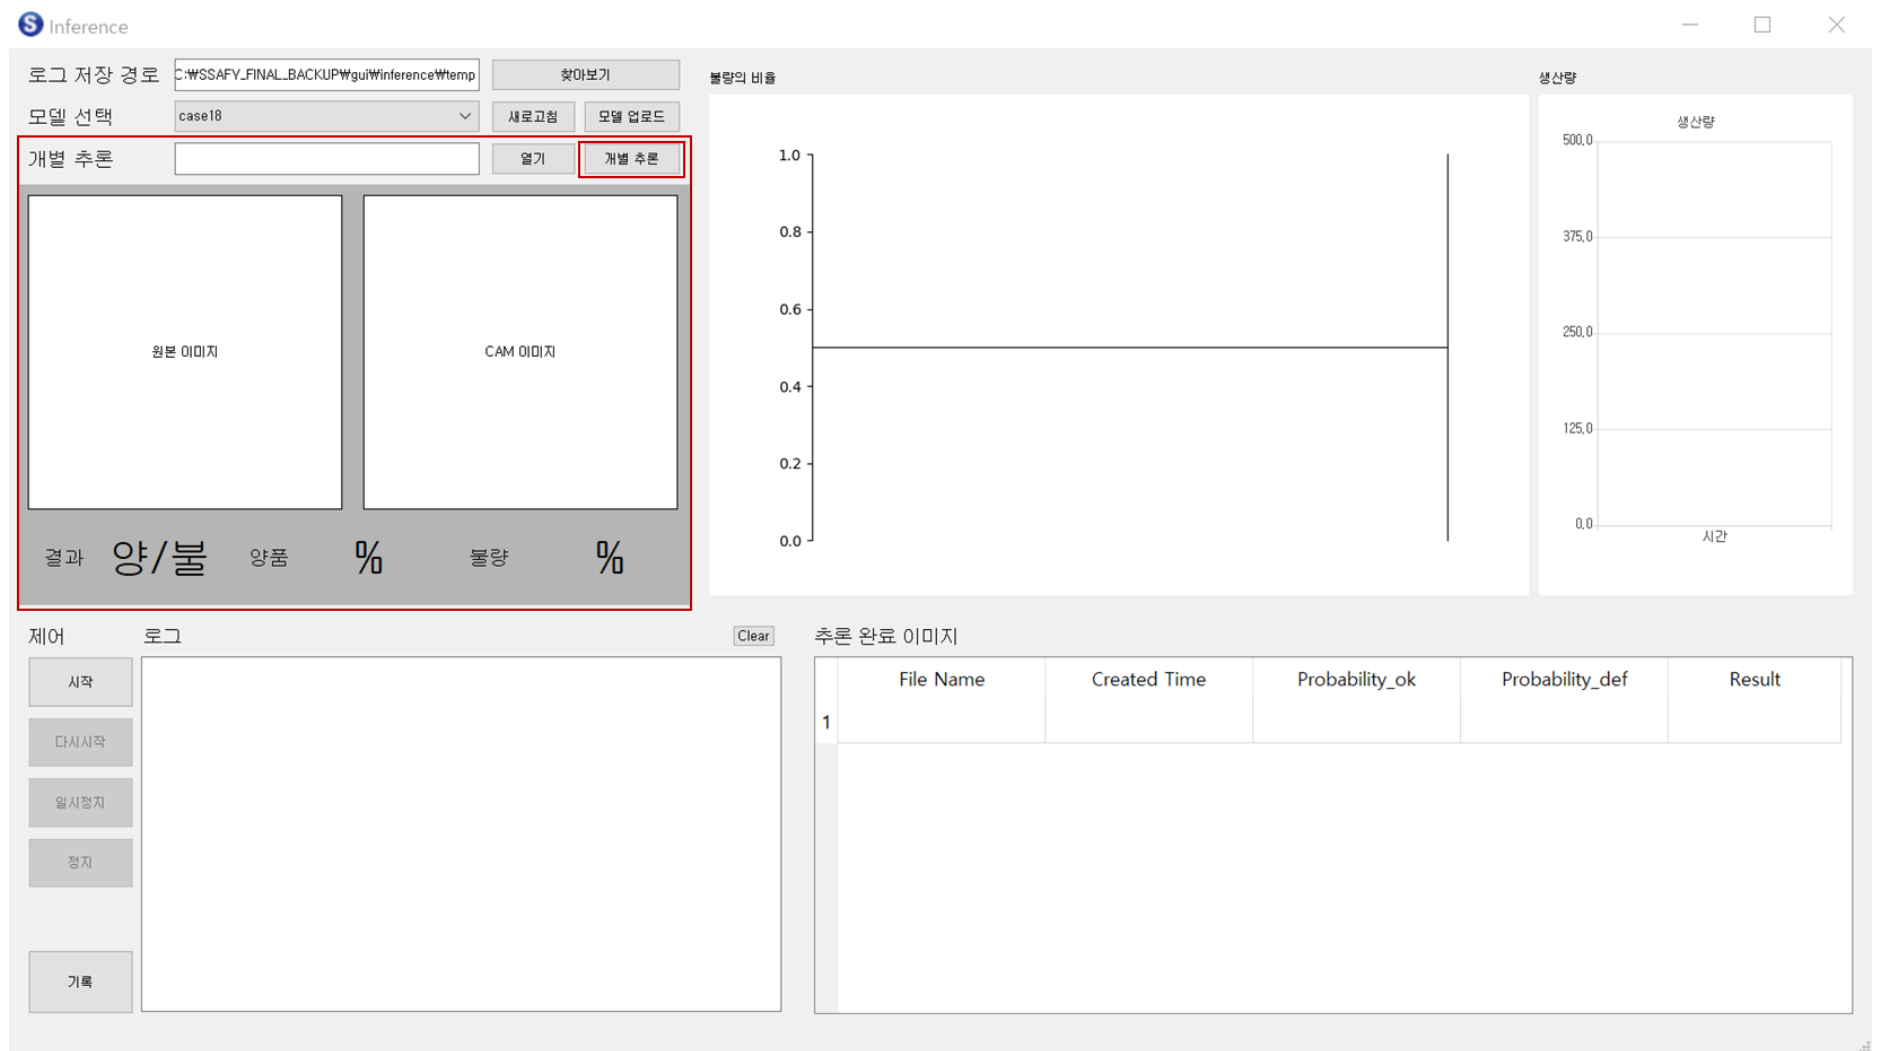 S Inference
로그 저장 경로 C:₩SSAFY_FINAL_BACKUP₩gui₩inference₩temp 찾아보기
모델 선택 case18 새로고침 모델 업로드
개별 추론 열기 개별 추론
원본 이미지 CAM 이미지
결과 양/불 양품 % 불량 %
불량의 비율
1.0
0.8
0.6
0.4
0.2
0.0
생산량
생산량
500,0
375,0
250,0
125,0
0,0
시간
제어 로그 Clear
시작
다시시작
일시정지
정지
기록
추론 완료 이미지
File Name Created Time Probability_ok Probability_def Result
1